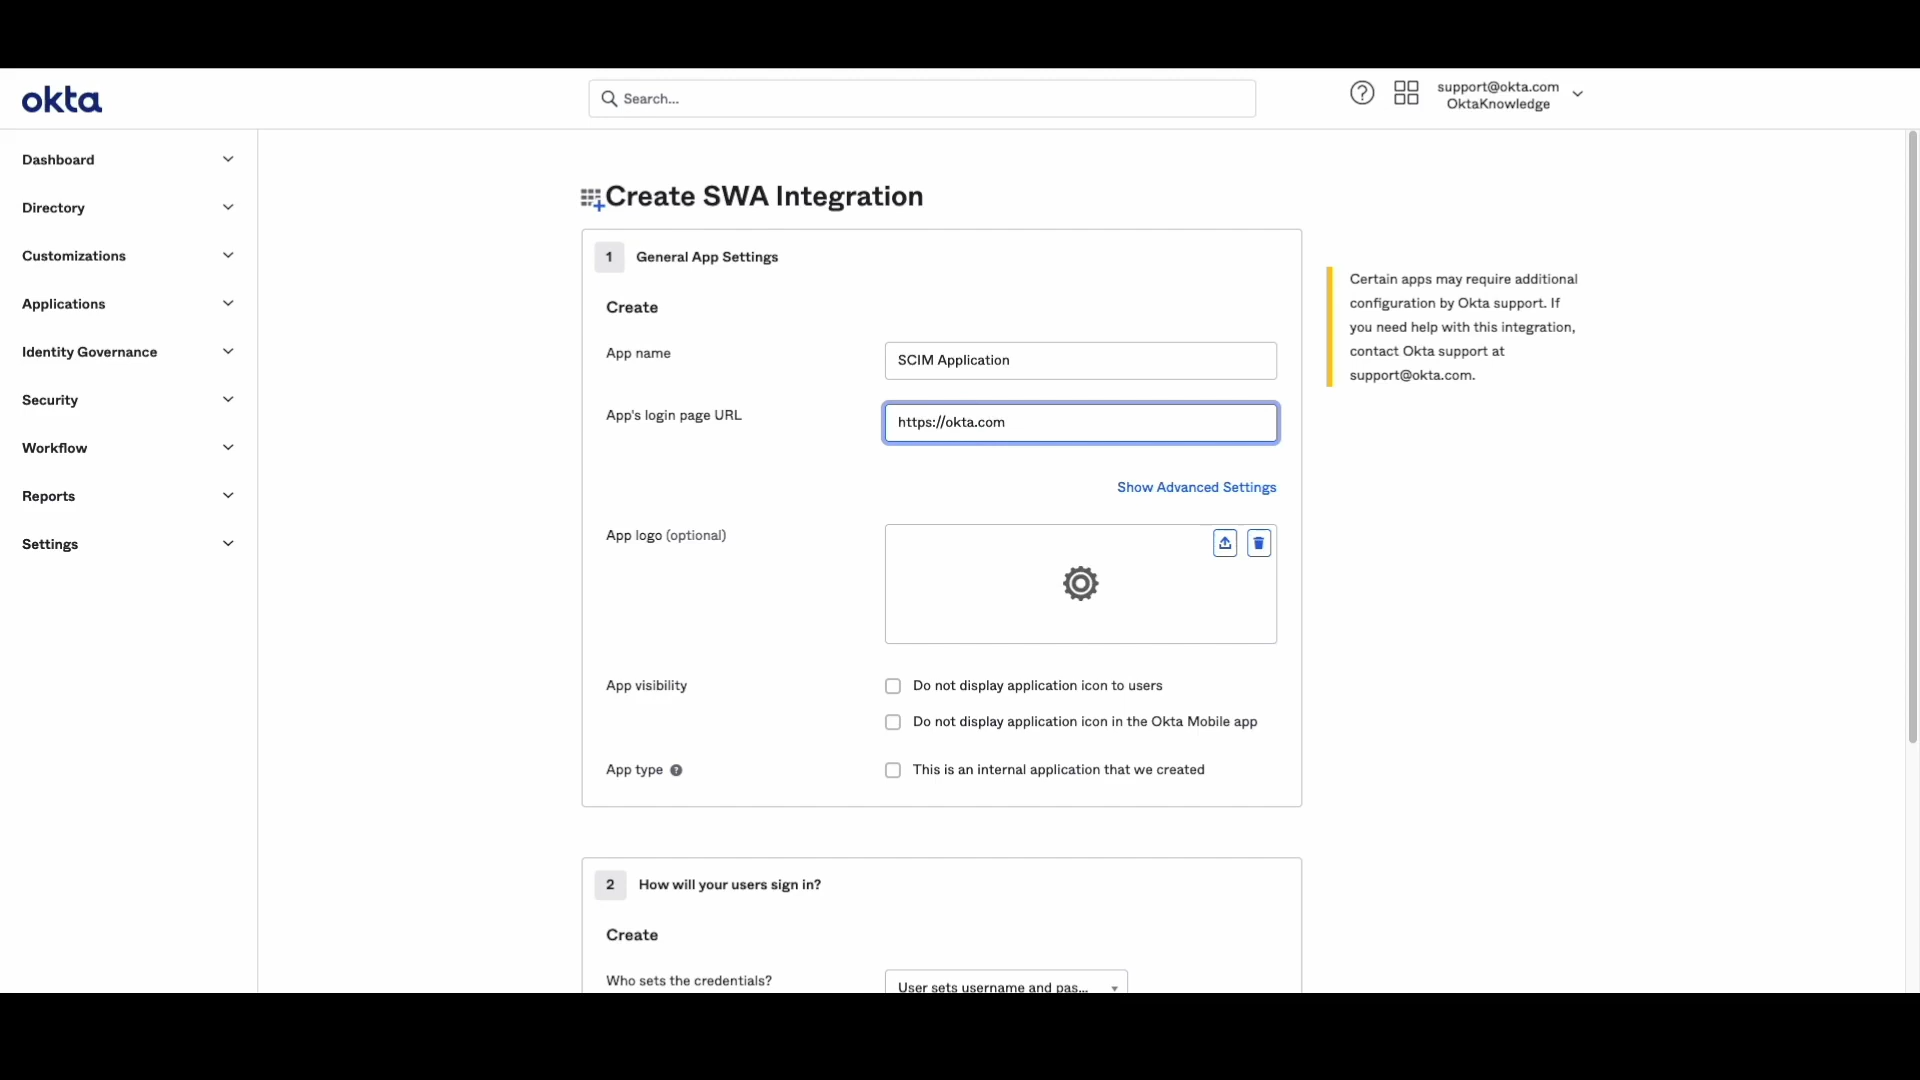 okta
Search...
support@okta.com
OktaKnowledge
Dashboard
Directory
Customizations
Applications
Identity Governance
Security
Workflow
Reports
Settings
Create SWA Integration
1 General App Settings
Create
App name
SCIM Application
App's login page URL
https://okta.com
Show Advanced Settings
App logo (optional)
App visibility
Do not display application icon to users
Do not display application icon in the Okta Mobile app
App type ?
This is an internal application that we created
Certain apps may require additional
configuration by Okta support. If
you need help with this integration,
contact Okta support at
support@okta.com.
2 How will your users sign in?
Create
Who sets the credentials?
User sets username and pas...